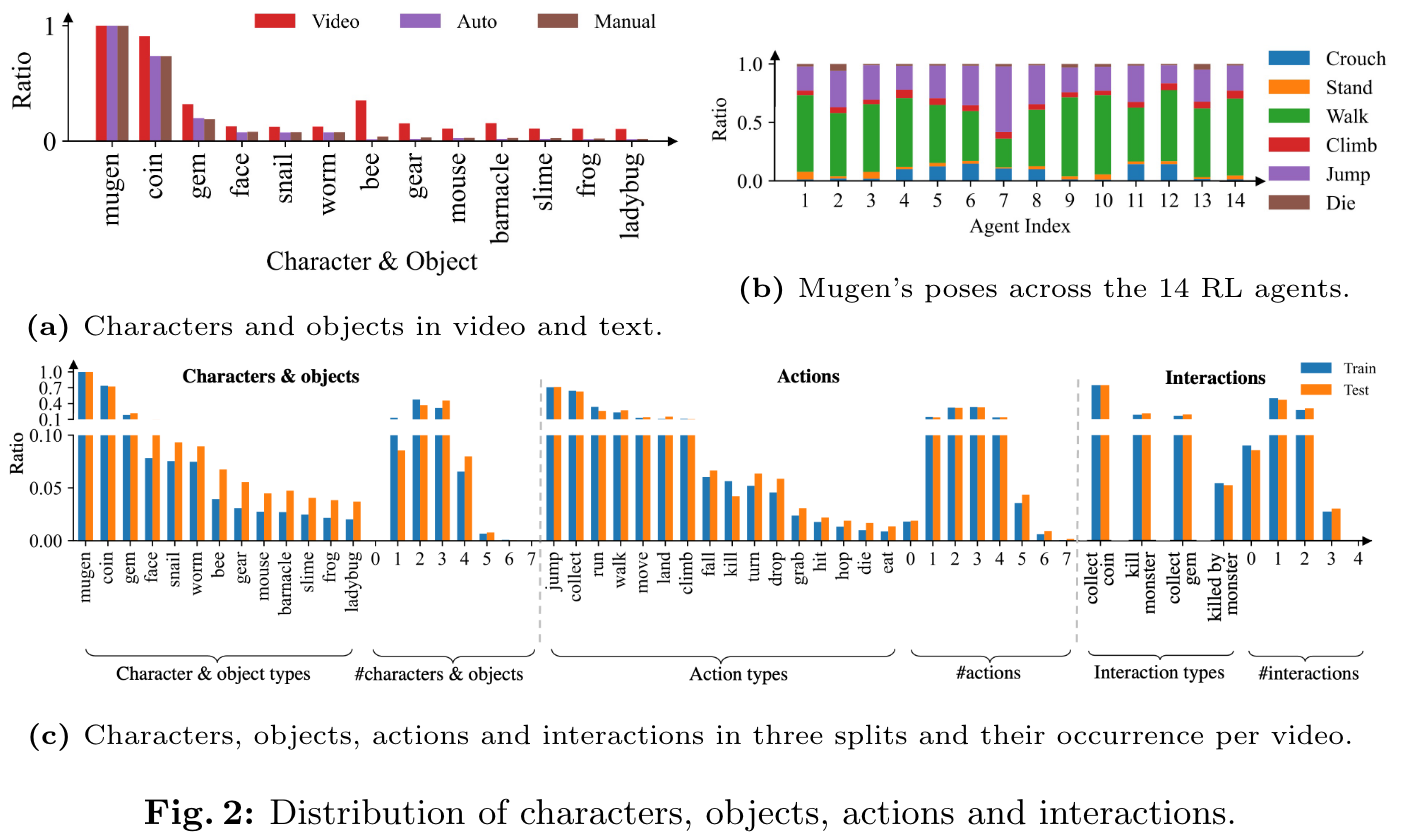 Video Auto Manual
1
0
Ratio
mugen coin gem face snail worm bee gear mouse barnacle slime frog ladybug
Character & Object
(a) Characters and objects in video and text.
1.0
0.5
0.0
Ratio
1 2 3 4 5 6 7 8 9 10 11 12 13 14
Agent Index
Crouch
Stand
Walk
Climb
Jump
Die
(b) Mugen's poses across the 14 RL agents.
Characters & objects Actions Interactions
Train
Test
1.0
0.7
0.4
0.1
0.10
0.05
0.00
Ratio
mugen coin gem face snail worm bee gear mouse barnacle slime frog ladybug 0 1 2 3 4 5 6 7 jump collect run walk move land climb fall kill turn drop grab hit hop die eat 0 1 2 3 4 5 6 7 collect coin kill monster collect gem killed by monster 0 1 2 3 4
Character & object types #characters & objects Action types #actions Interaction types #interactions
(c) Characters, objects, actions and interactions in three splits and their occurrence per video.
Fig. 2: Distribution of characters, objects, actions and interactions.